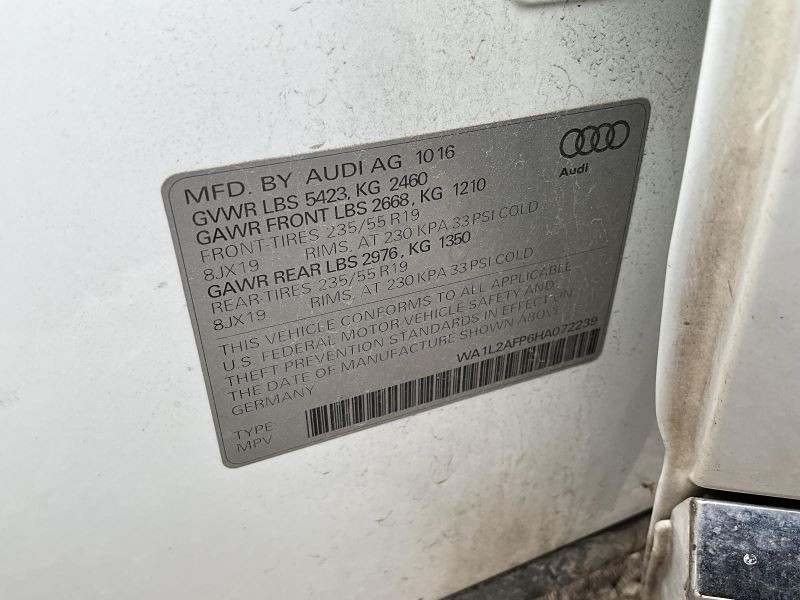 MFD. BY AUDI AG 1016
Audi
GVWR LBS 5423, KG 2460
GAWR FRONT LBS 2668, KG 1210
FRONT-TIRES 235/55 R19
8JX19 RIMS, AT 230 KPA 33 PSI COLD
GAWR REAR LBS 2976, KG 1350
REAR-TIRES 235/55 R19
8JX19 RIMS, AT 230 KPA 33 PSI COLD
THIS VEHICLE CONFORMS TO ALL APPLICABLE
U.S. FEDERAL MOTOR VEHICLE SAFETY AND
THEFT PREVENTION STANDARDS IN EFFECT ON
THE DATE OF MANUFACTURE SHOWN ABOVE.
GERMANY
WA1L2AFP6HA072239
TYPE
MPV